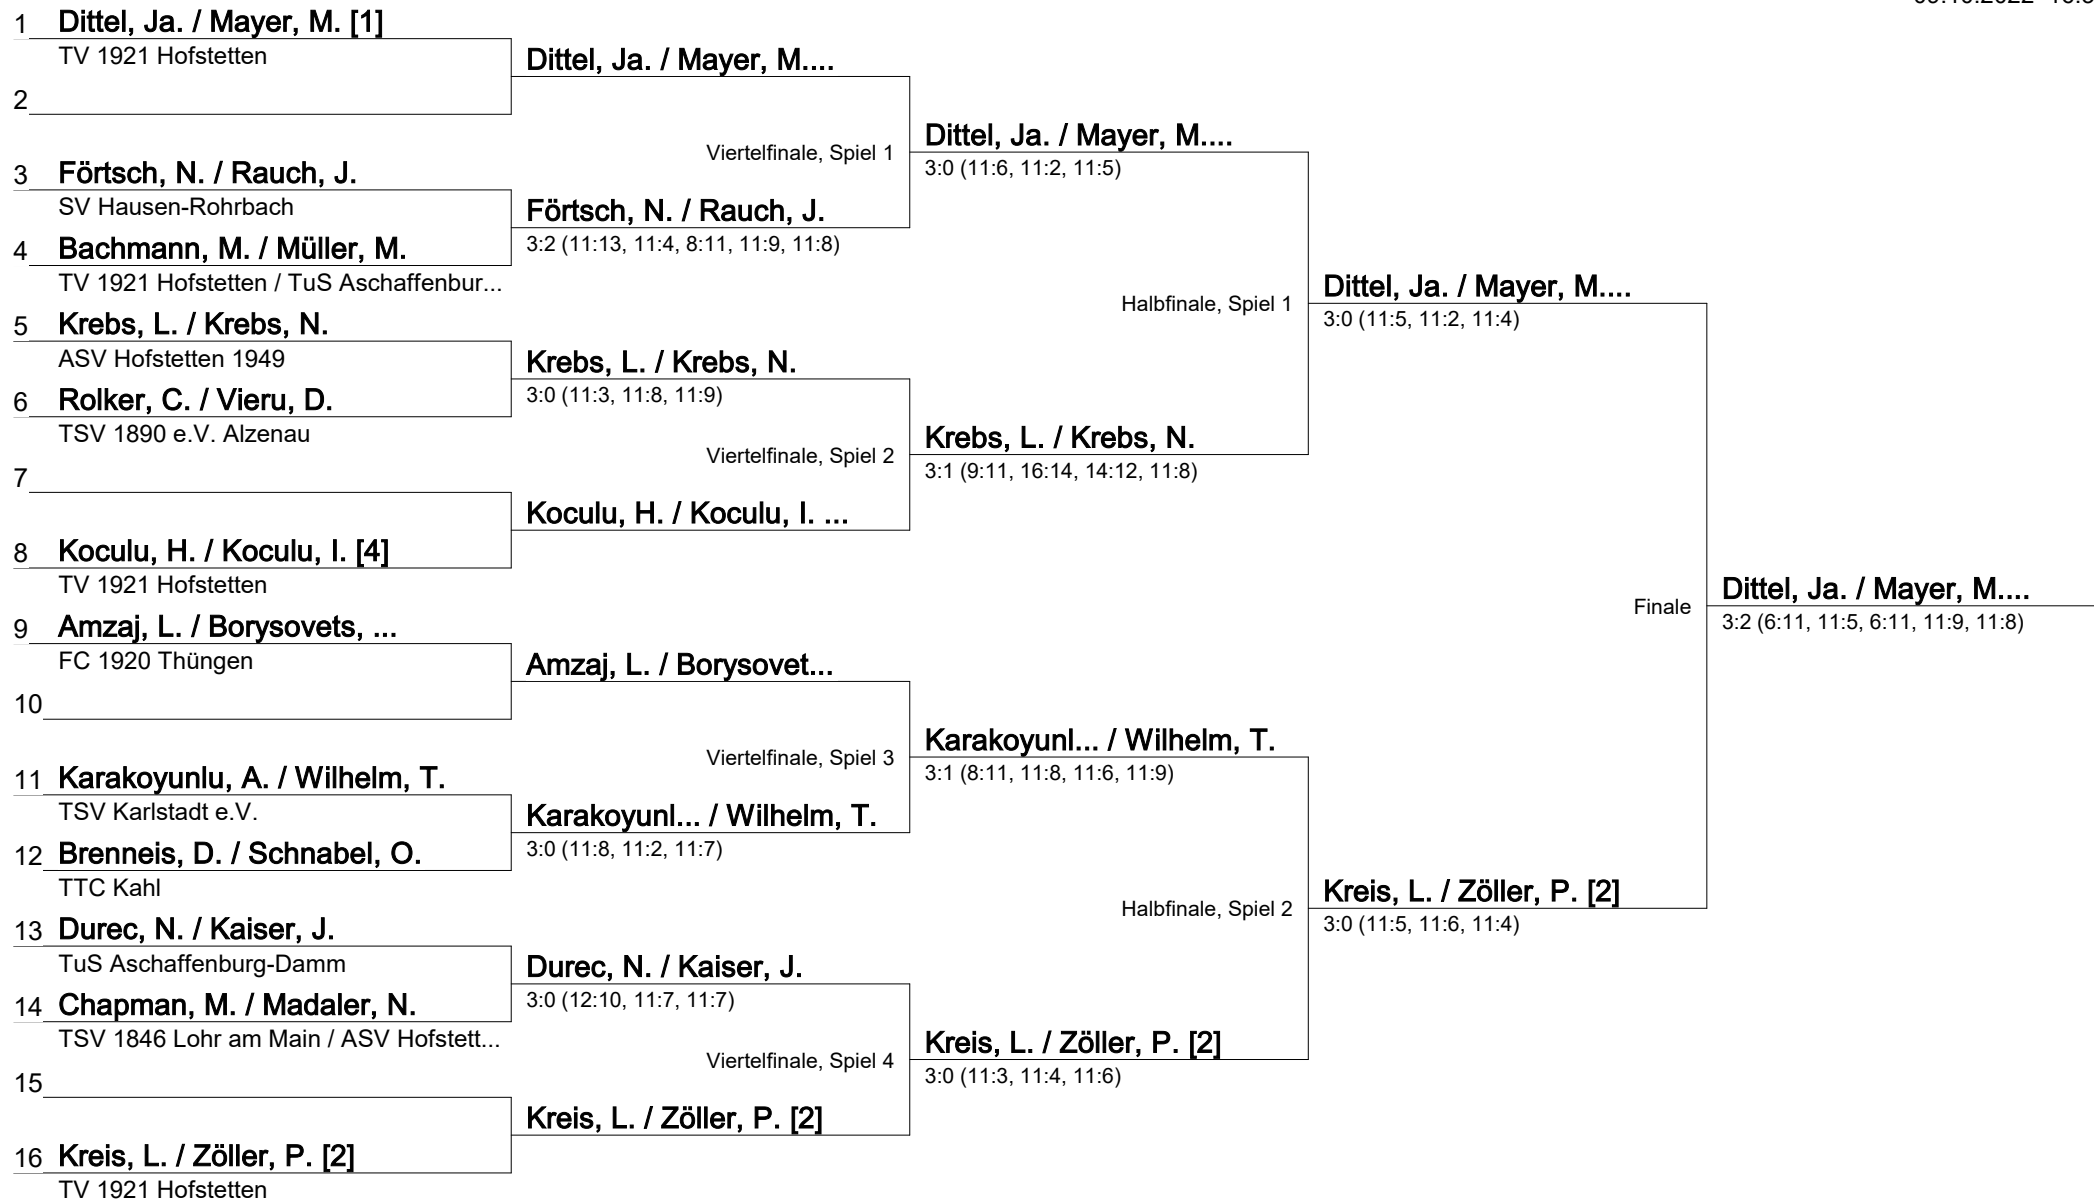 1 Dittel, Ja. / Mayer, M. [1]
TV 1921 Hofstetten
Dittel, Ja. / Mayer, M....
2
Viertelfinale, Spiel 1
Dittel, Ja. / Mayer, M....
3:0 (11:6, 11:2, 11:5)
3 Förtsch, N. / Rauch, J.
SV Hausen-Rohrbach
Förtsch, N. / Rauch, J.
3:2 (11:13, 11:4, 8:11, 11:9, 11:8)
4 Bachmann, M. / Müller, M.
TV 1921 Hofstetten / TuS Aschaffenbur...
Halbfinale, Spiel 1
Dittel, Ja. / Mayer, M....
3:0 (11:5, 11:2, 11:4)
5 Krebs, L. / Krebs, N.
ASV Hofstetten 1949
Krebs, L. / Krebs, N.
3:0 (11:3, 11:8, 11:9)
6 Rolker, C. / Vieru, D.
TSV 1890 e.V. Alzenau
Viertelfinale, Spiel 2
Krebs, L. / Krebs, N.
3:1 (9:11, 16:14, 14:12, 11:8)
7
Koculu, H. / Koculu, I. ...
8 Koculu, H. / Koculu, I. [4]
TV 1921 Hofstetten
Finale
Dittel, Ja. / Mayer, M....
3:2 (6:11, 11:5, 6:11, 11:9, 11:8)
9 Amzaj, L. / Borysovets, ...
FC 1920 Thüngen
Amzaj, L. / Borysovet...
10
Viertelfinale, Spiel 3
Karakoyunl... / Wilhelm, T.
3:1 (8:11, 11:8, 11:6, 11:9)
11 Karakoyunlu, A. / Wilhelm, T.
TSV Karlstadt e.V.
Karakoyunl... / Wilhelm, T.
3:0 (11:8, 11:2, 11:7)
12 Brenneis, D. / Schnabel, O.
TTC Kahl
Halbfinale, Spiel 2
Kreis, L. / Zöller, P. [2]
3:0 (11:5, 11:6, 11:4)
13 Durec, N. / Kaiser, J.
TuS Aschaffenburg-Damm
Durec, N. / Kaiser, J.
3:0 (12:10, 11:7, 11:7)
14 Chapman, M. / Madaler, N.
TSV 1846 Lohr am Main / ASV Hofstett...
Viertelfinale, Spiel 4
Kreis, L. / Zöller, P. [2]
3:0 (11:3, 11:4, 11:6)
15
Kreis, L. / Zöller, P. [2]
16 Kreis, L. / Zöller, P. [2]
TV 1921 Hofstetten